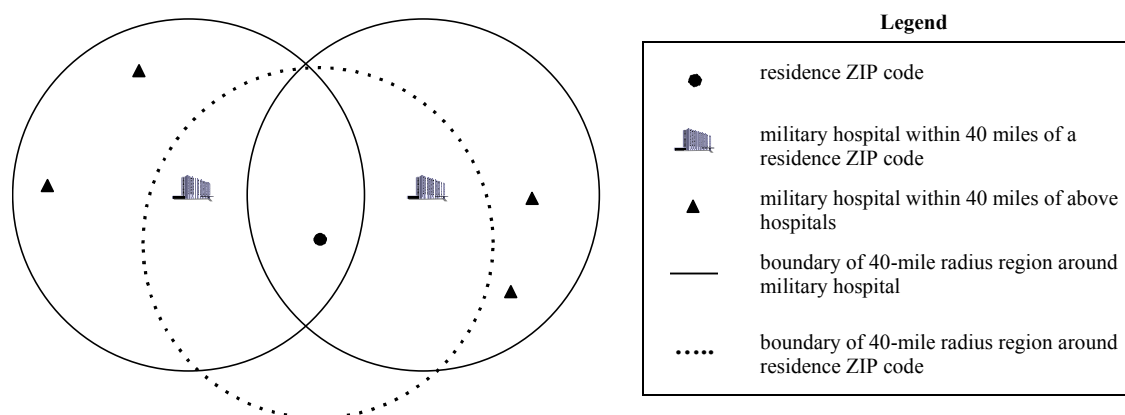 Legend
residence ZIP code
military hospital within 40 miles of a
residence ZIP code
military hospital within 40 miles of above
hospitals
boundary of 40-mile radius region around
military hospital
boundary of 40-mile radius region around
residence ZIP code